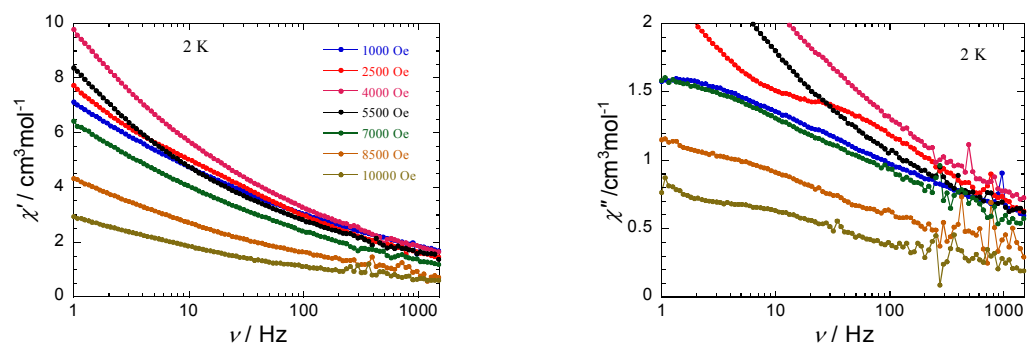 10
8
6
4
2
0
χ′ / cm³mol⁻¹
2 K
1000 Oe
2500 Oe
4000 Oe
5500 Oe
7000 Oe
8500 Oe
10000 Oe
1 10 100 1000
ν / Hz
2
1.5
1
0.5
0
χ″ /cm³mol⁻¹
2 K
1 10 100 1000
ν / Hz